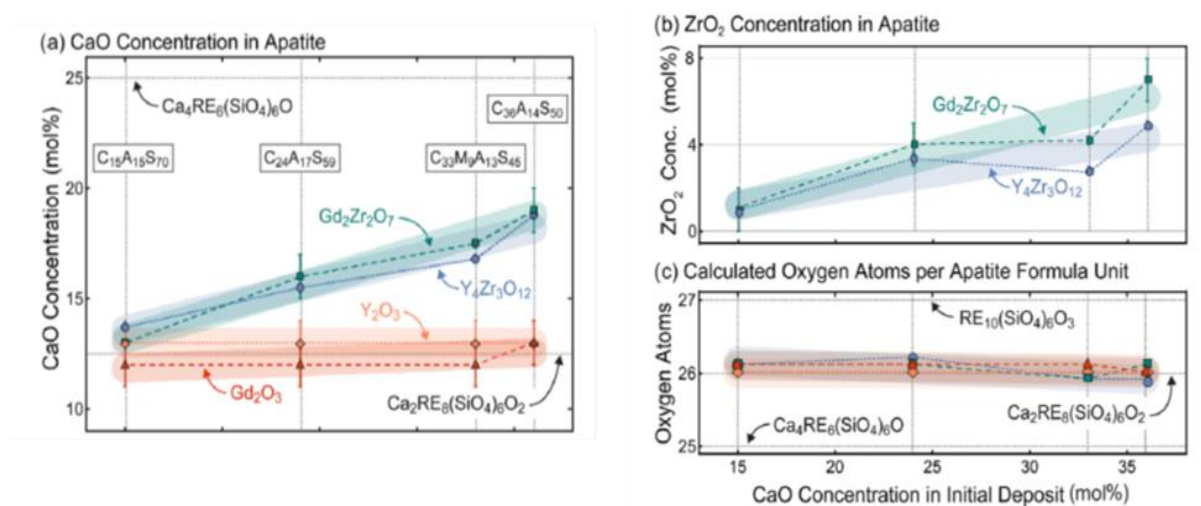 (a) CaO Concentration in Apatite
CaO Concentration (mol%)
25
20
15
10
Ca₄RE₆(SiO₄)₆O
C₃₆A₁₄S₅₀
C₁₅A₁₅S₇₀
C₂₄A₁₇S₅₉
C₃₃M₉A₁₃S₄₅
Gd₂Zr₂O₇
Y₄Zr₃O₁₂
Y₂O₃
Gd₂O₃
Ca₂RE₈(SiO₄)₆O₂
(b) ZrO₂ Concentration in Apatite
ZrO₂ Conc. (mol%)
8
4
0
Gd₂Zr₂O₇
Y₄Zr₃O₁₂
(c) Calculated Oxygen Atoms per Apatite Formula Unit
Oxygen Atoms
27
26
25
RE₁₀(SiO₄)₆O₃
Ca₂RE₈(SiO₄)₆O₂
Ca₄RE₆(SiO₄)₆O
15
20
25
30
35
CaO Concentration in Initial Deposit (mol%)